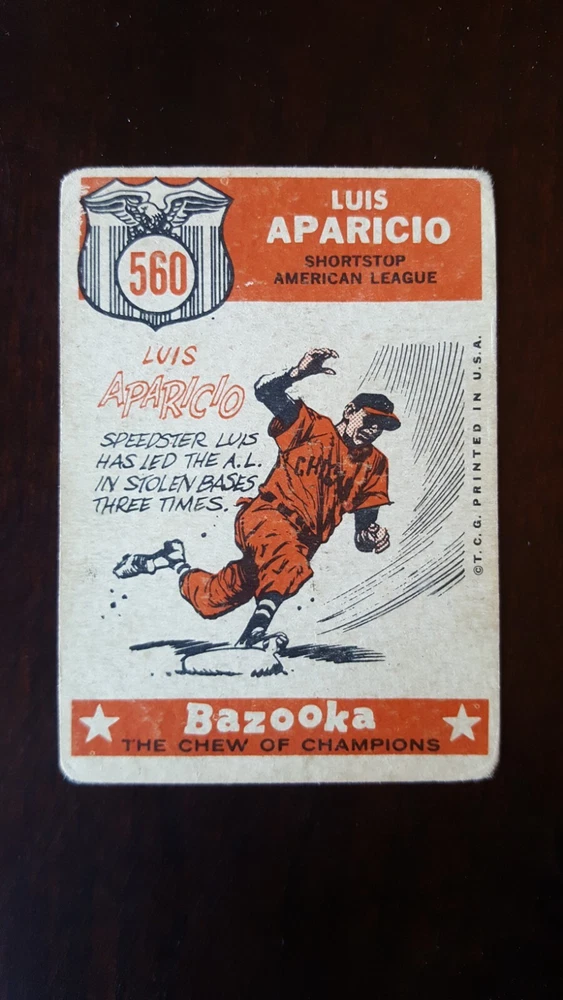 560
LUIS
APARICIO
SHORTSTOP
AMERICAN LEAGUE
LUIS
APARICIO
SPEEDSTER LUIS
HAS LED THE A.L.
IN STOLEN BASES
THREE TIMES.
CHIC
©T.C.G. PRINTED IN U.S.A.
Bazooka
THE CHEW OF CHAMPIONS